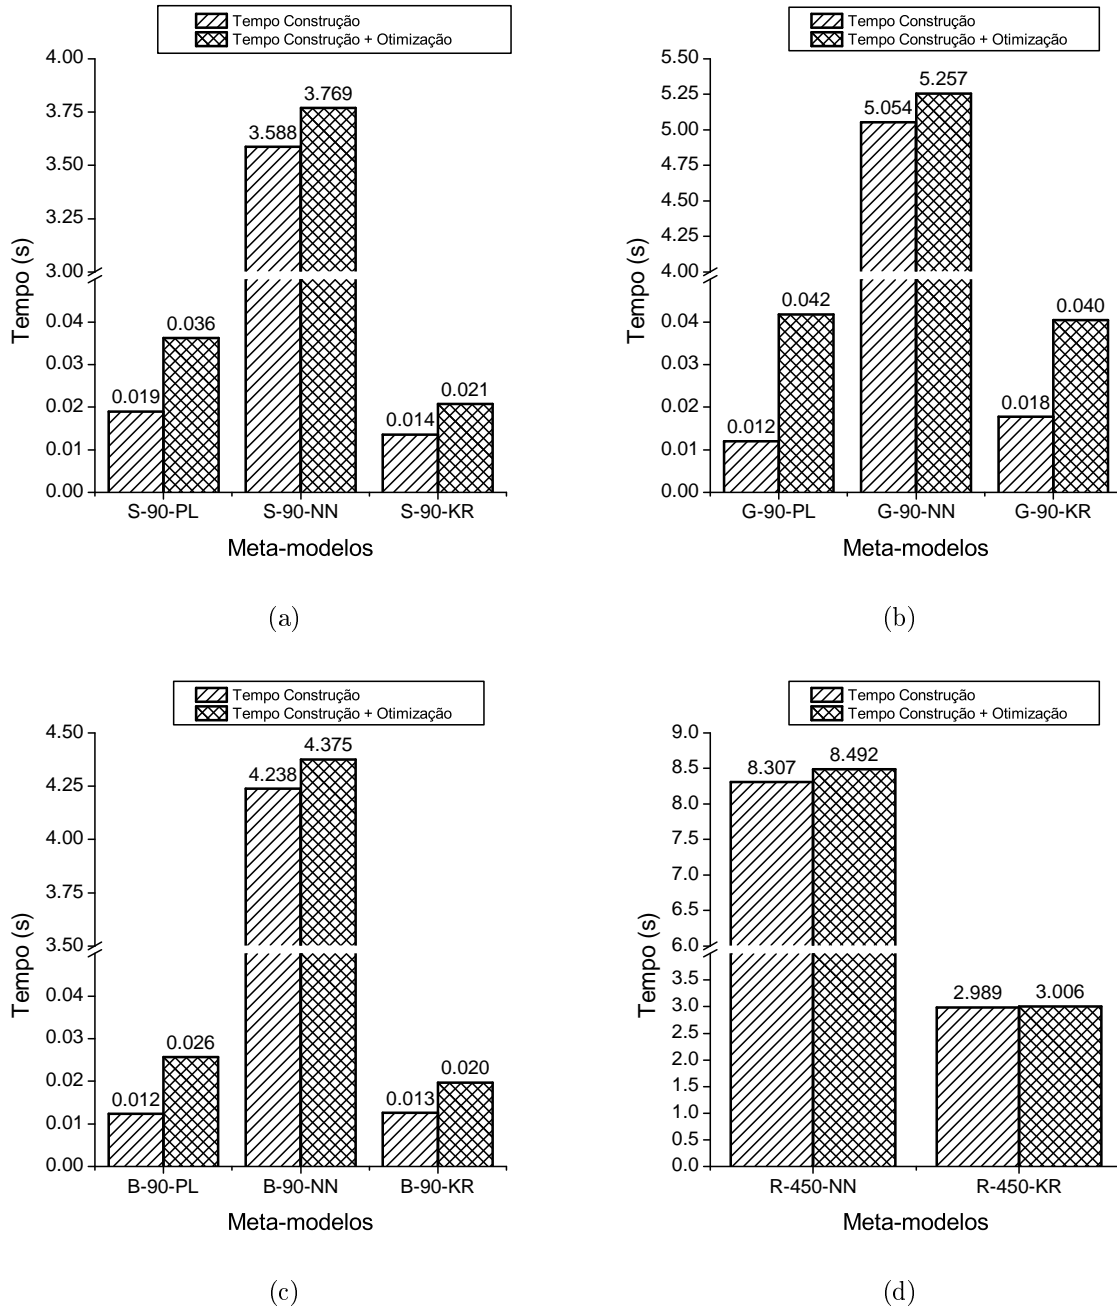 Tempo Construção
Tempo Construção + Otimização
4.00
3.75
3.50
3.25
3.00
0.04
0.03
0.02
0.01
0.00
Tempo (s)
0.019
0.036
3.588
3.769
0.014
0.021
S-90-PL
S-90-NN
S-90-KR
Meta-modelos
(a)
Tempo Construção
Tempo Construção + Otimização
5.50
5.25
5.00
4.75
4.50
4.25
4.00
0.04
0.03
0.02
0.01
0.00
Tempo (s)
0.012
0.042
5.054
5.257
0.018
0.040
G-90-PL
G-90-NN
G-90-KR
Meta-modelos
(b)
Tempo Construção
Tempo Construção + Otimização
4.50
4.25
4.00
3.75
3.50
0.04
0.03
0.02
0.01
0.00
Tempo (s)
0.012
0.026
4.238
4.375
0.013
0.020
B-90-PL
B-90-NN
B-90-KR
Meta-modelos
(c)
Tempo Construção
Tempo Construção + Otimização
9.0
8.5
8.0
7.5
7.0
6.5
6.0
3.5
3.0
2.5
2.0
1.5
1.0
0.5
0.0
Tempo (s)
8.307
8.492
2.989
3.006
R-450-NN
R-450-KR
Meta-modelos
(d)